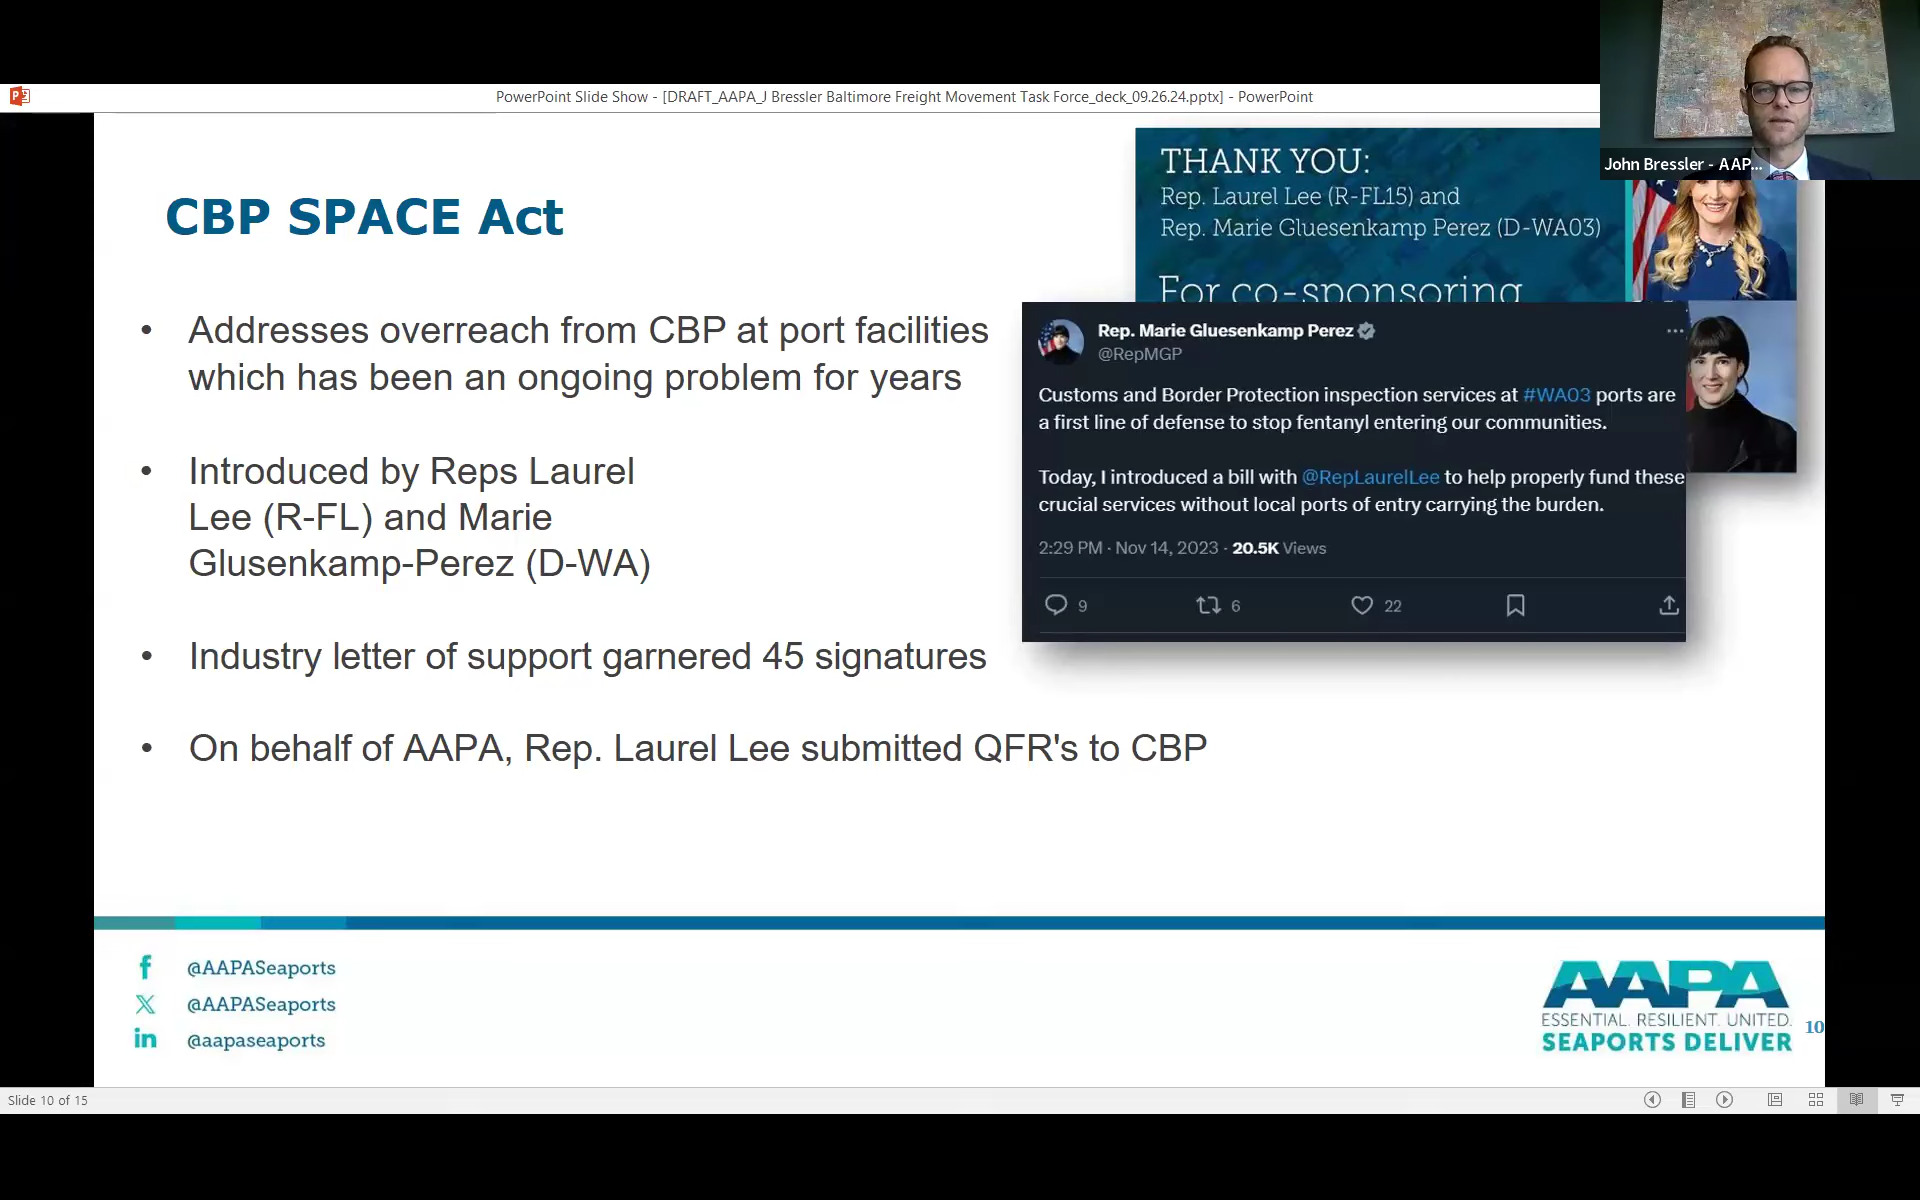 PowerPoint Slide Show - [DRAFT_AAPA_J Bressler Baltimore Freight Movement Task Force_deck_09.26.24.pptx] - PowerPoint
John Bressler - AAP...
CBP SPACE Act
• Addresses overreach from CBP at port facilities
which has been an ongoing problem for years
• Introduced by Reps Laurel
Lee (R-FL) and Marie
Glusenkamp-Perez (D-WA)
• Industry letter of support garnered 45 signatures
• On behalf of AAPA, Rep. Laurel Lee submitted QFR's to CBP
THANK YOU:
Rep. Laurel Lee (R-FL15) and
Rep. Marie Gluesenkamp Perez (D-WA03)
For co-sponsoring
Rep. Marie Gluesenkamp Perez
@RepMGP
Customs and Border Protection inspection services at #WA03 ports are
a first line of defense to stop fentanyl entering our communities.
Today, I introduced a bill with @RepLaurelLee to help properly fund these
crucial services without local ports of entry carrying the burden.
2:29 PM · Nov 14, 2023 · 20.5K Views
9 6 22
@AAPASeaports
@AAPASeaports
@aapaseaports
AAPA
ESSENTIAL. RESILIENT. UNITED.
SEAPORTS DELIVER
10
Slide 10 of 15